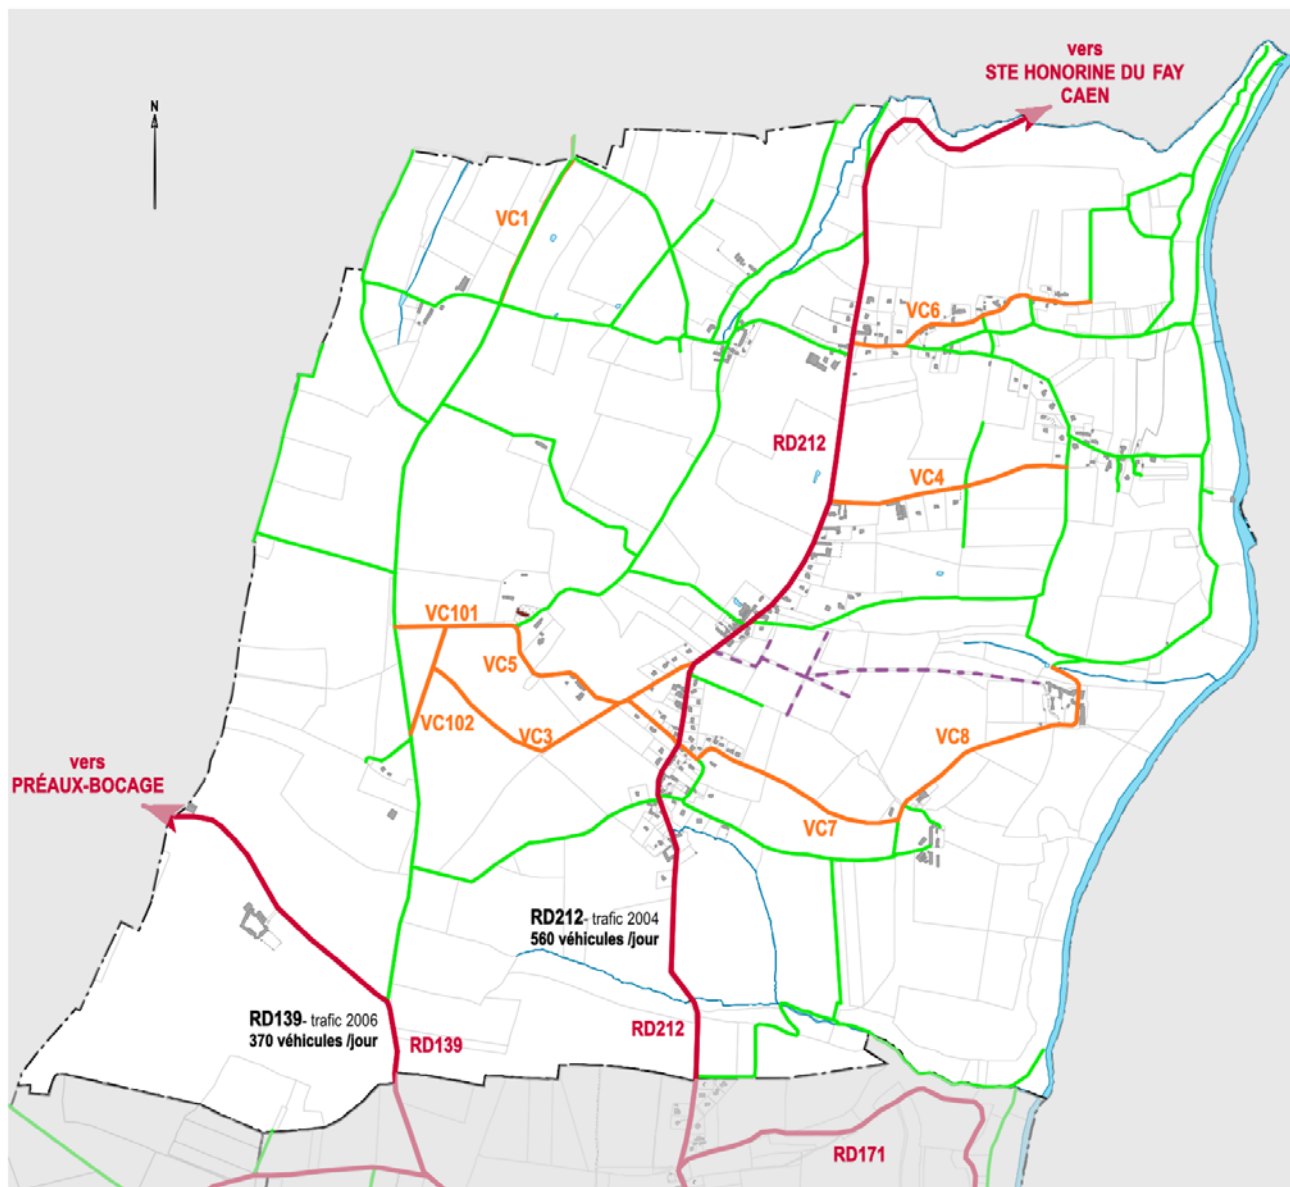 vers
STE HONORINE DU FAY
CAEN
N
VC1
VC6
RD212
VC4
VC101
VC5
VC102
VC3
VC8
vers
PRÉAUX-BOCAGE
VC7
RD212- trafic 2004
560 véhicules /jour
RD139- trafic 2006
370 véhicules /jour
RD212
RD139
RD171